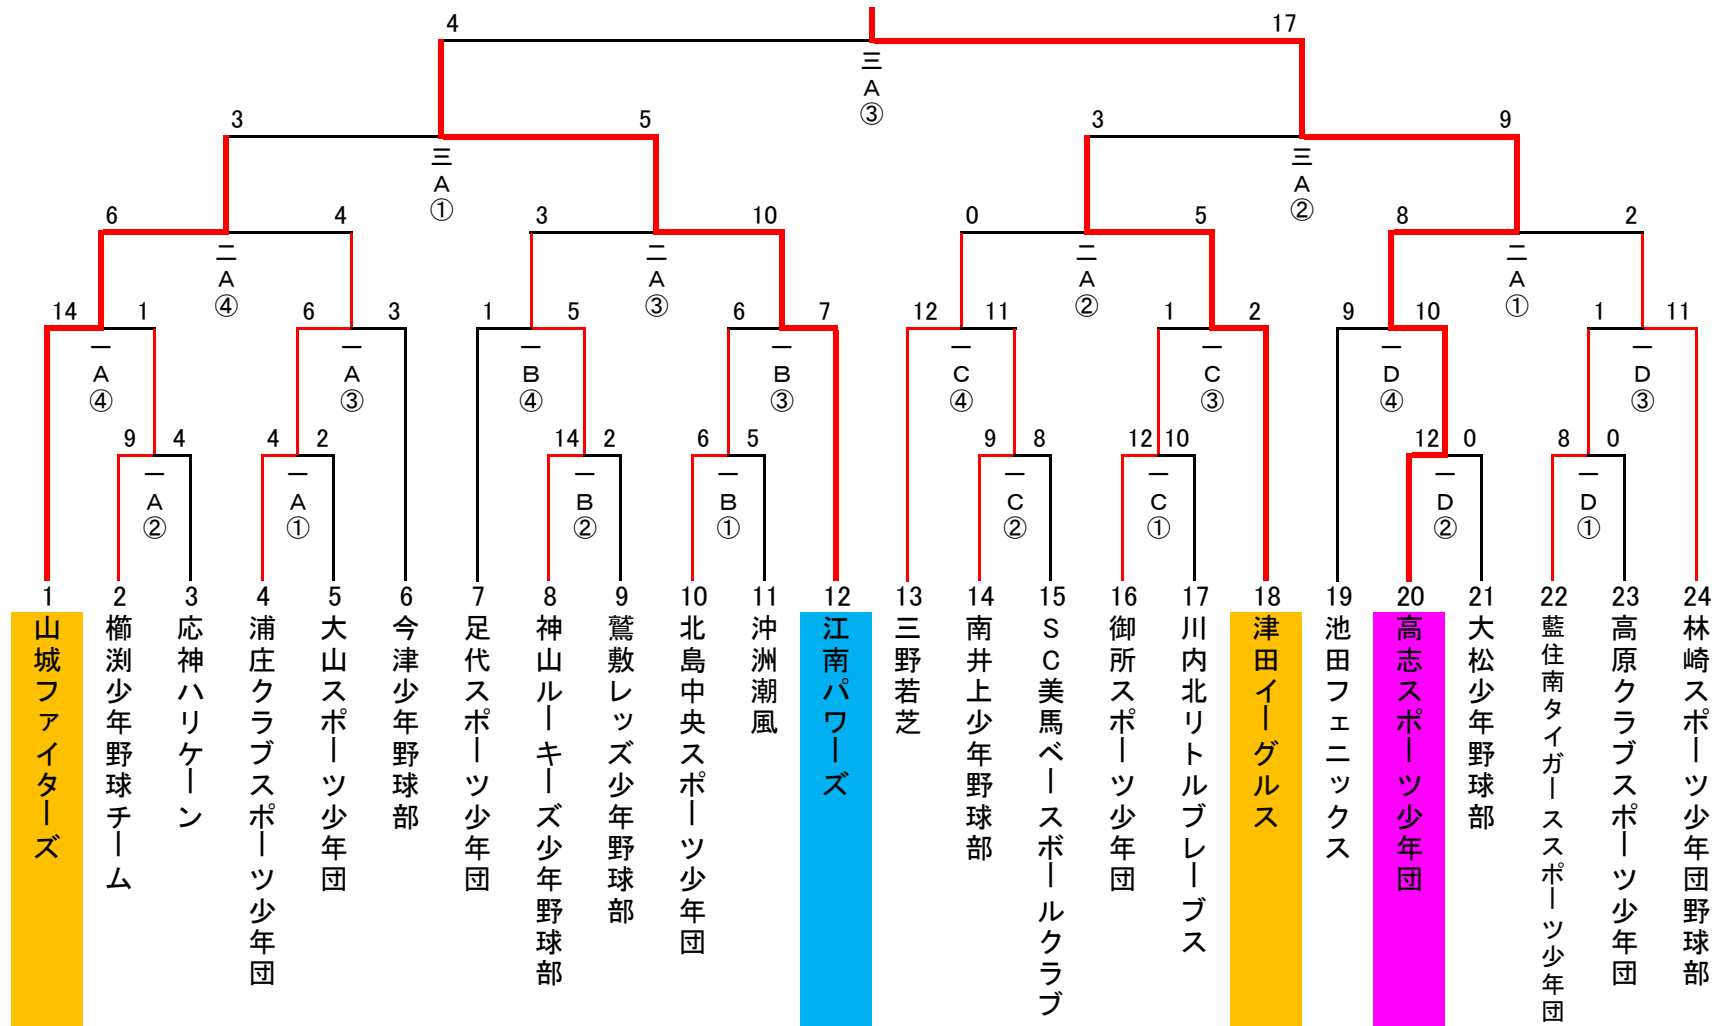 4 17
三
A
③
3 5 3 9
三 三
A A
① ②
6 4 3 10 0 5 8 2
二 二 二 二
A A A A
④ ③ ② ①
14 1 6 3 1 5 6 7 12 11 1 2 9 10 1 11
一 一 一 一 一 一 一 一
A A B B C C D D
④ ③ ④ ③ ④ ③ ④ ③
9 4 4 2 14 2 6 5 9 8 12 10 12 0 8 0
一 一 一 一 一 一 一 一
A A B B C C D D
② ① ② ① ② ① ② ①
1 2 3 4 5 6 7 8 9 10 11 12 13 14 15 16 17 18 19 20 21 22 23 24
山城ファイターズ
櫛渕少年野球チーム
応神ハリケーン
浦庄クラブスポーツ少年団
大山スポーツ少年団
今津少年野球部
足代スポーツ少年団
神山ルーキーズ少年野球部
鷲敷レッズ少年野球部
北島中央スポーツ少年団
沖洲潮風
江南パワーズ
三野若芝
南井上少年野球部
SC美馬ベースボールクラブ
御所スポーツ少年団
川内北リトルブレーブス
津田イーグルス
池田フェニックス
高志スポーツ少年団
大松少年野球部
藍住南タイガーススポーツ少年団
高原クラブスポーツ少年団
林崎スポーツ少年団野球部